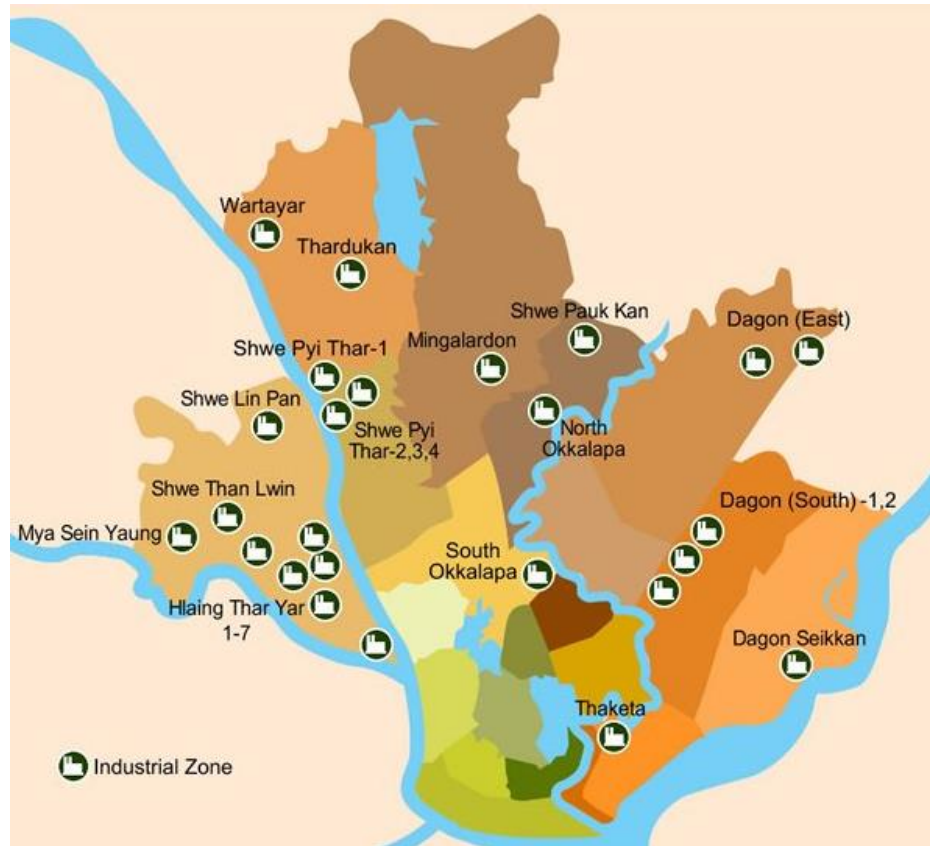 Wartayar
Thardukan
Shwe Pauk Kan
Dagon (East)
Shwe Pyi Thar-1
Mingalardon
Shwe Lin Pan
Shwe Pyi
Thar-2,3,4
North
Okkalapa
Shwe Than Lwin
Dagon (South) -1,2
Mya Sein Yaung
South
Okkalapa
Hlaing Thar Yar
1-7
Dagon Seikkan
Thaketa
Industrial Zone